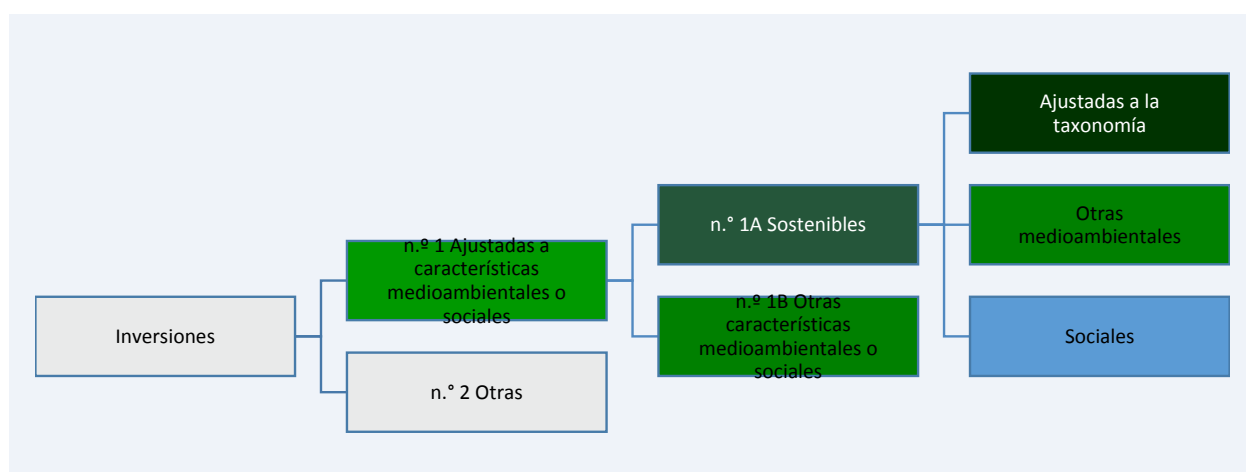 Inversiones
n.º 1 Ajustadas a
características
medioambientales o
sociales
n.° 2 Otras
n.° 1A Sostenibles
n.º 1B Otras
características
medioambientales o
sociales
Ajustadas a la
taxonomía
Otras
medioambientales
Sociales